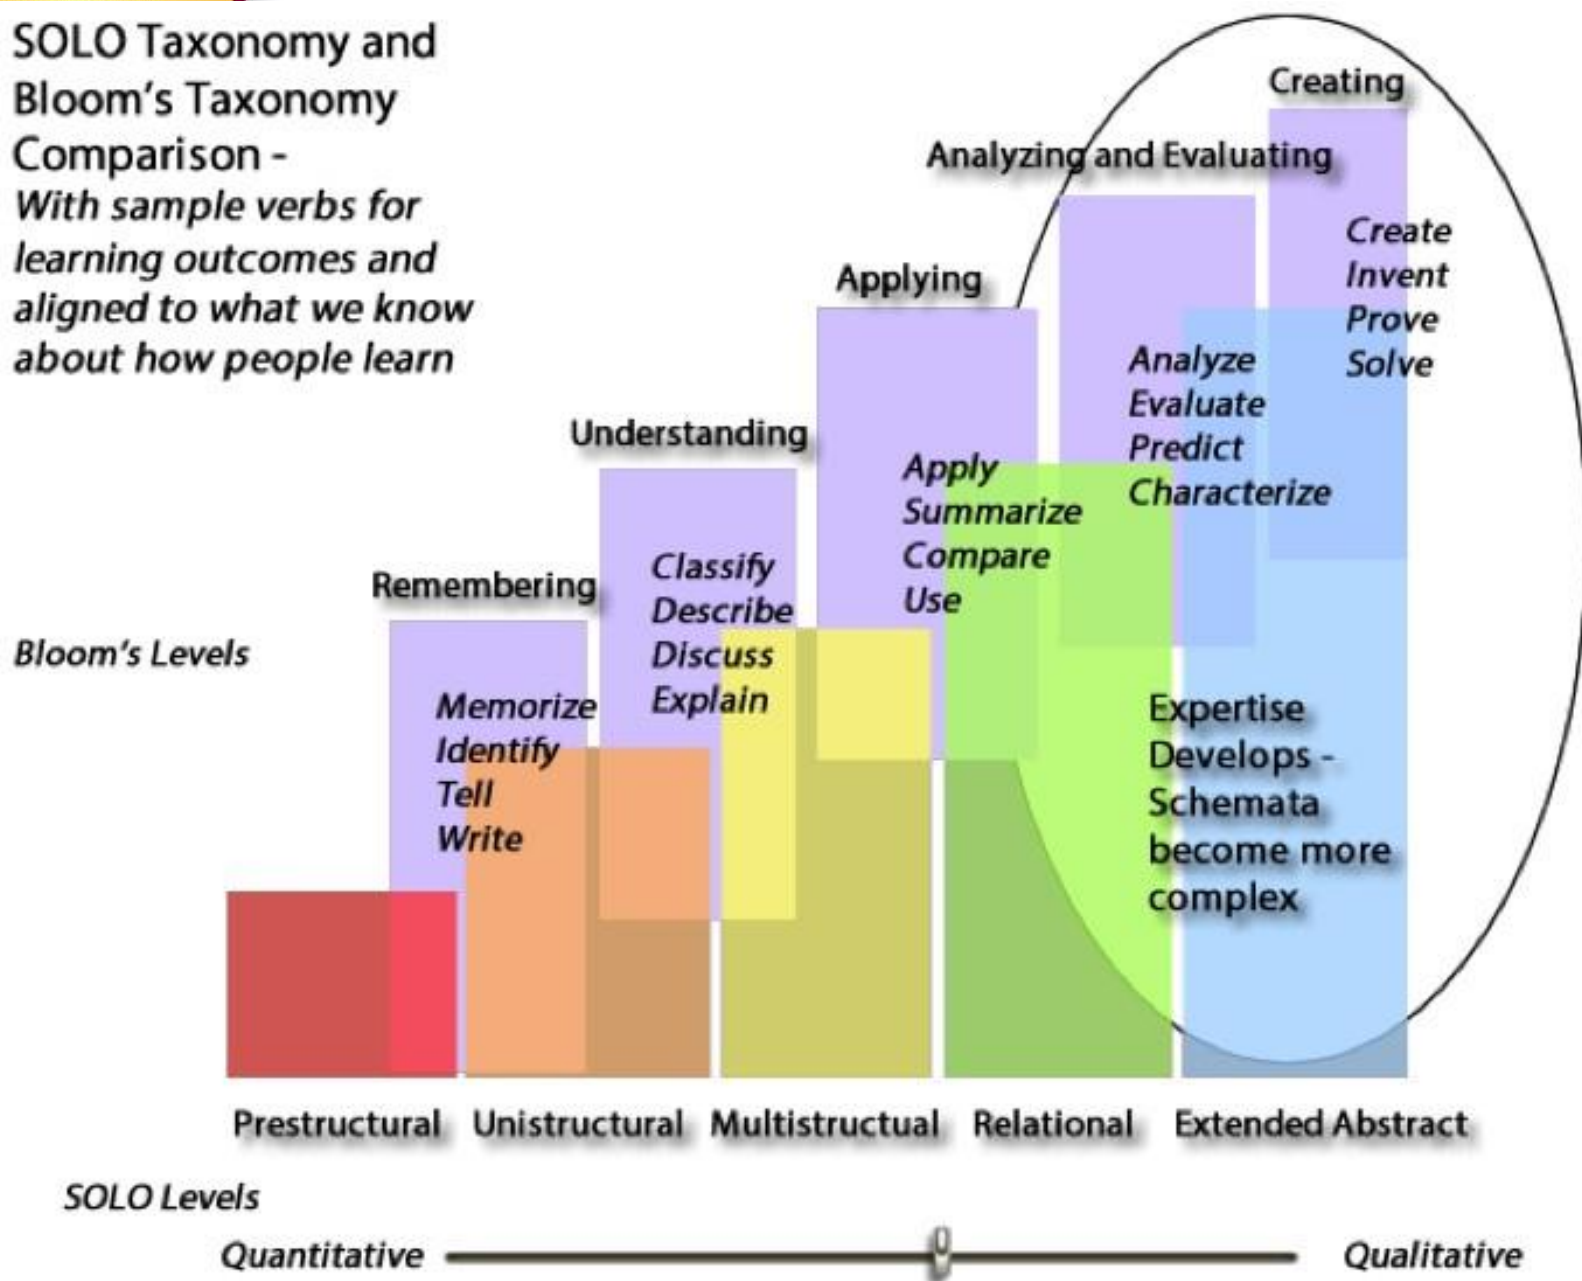 SOLO Taxonomy and
Bloom's Taxonomy
Comparison -
With sample verbs for
learning outcomes and
aligned to what we know
about how people learn
Creating
Create
Invent
Prove
Solve
Analyzing and Evaluating
Analyze
Evaluate
Predict
Characterize
Applying
Apply
Summarize
Compare
Use
Understanding
Classify
Describe
Discuss
Explain
Remembering
Memorize
Identify
Tell
Write
Bloom's Levels
Expertise
Develops -
Schemata
become more
complex
Prestructural Unistructural Multistructual Relational Extended Abstract
SOLO Levels
Quantitative Qualitative